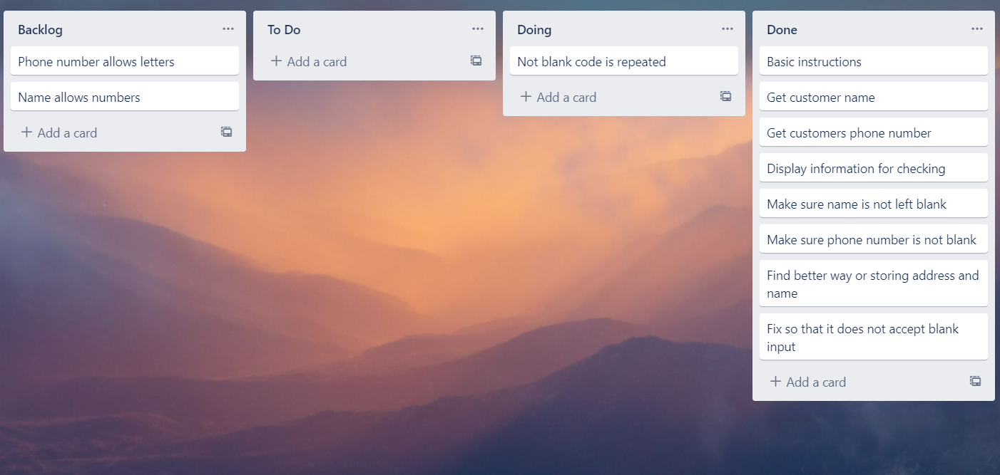 Backlog
Phone number allows letters
Name allows numbers
Add a card
To Do
Add a card
Doing
Not blank code is repeated
Add a card
Done
Basic instructions
Get customer name
Get customers phone number
Display information for checking
Make sure name is not left blank
Make sure phone number is not blank
Find better way or storing address and
name
Fix so that it does not accept blank
input
Add a card